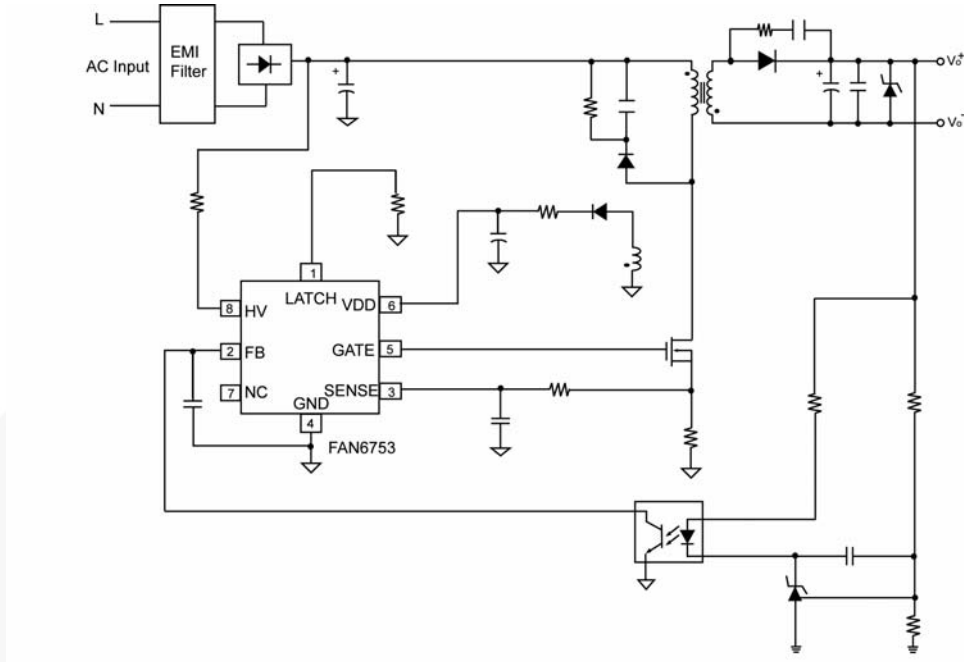 L
AC Input
N
EMI
Filter
+
+
Vo+
Vo-
1
LATCH
8
HV
VDD
6
2
FB
GATE
5
7
NC
SENSE
3
GND
4
FAN6753